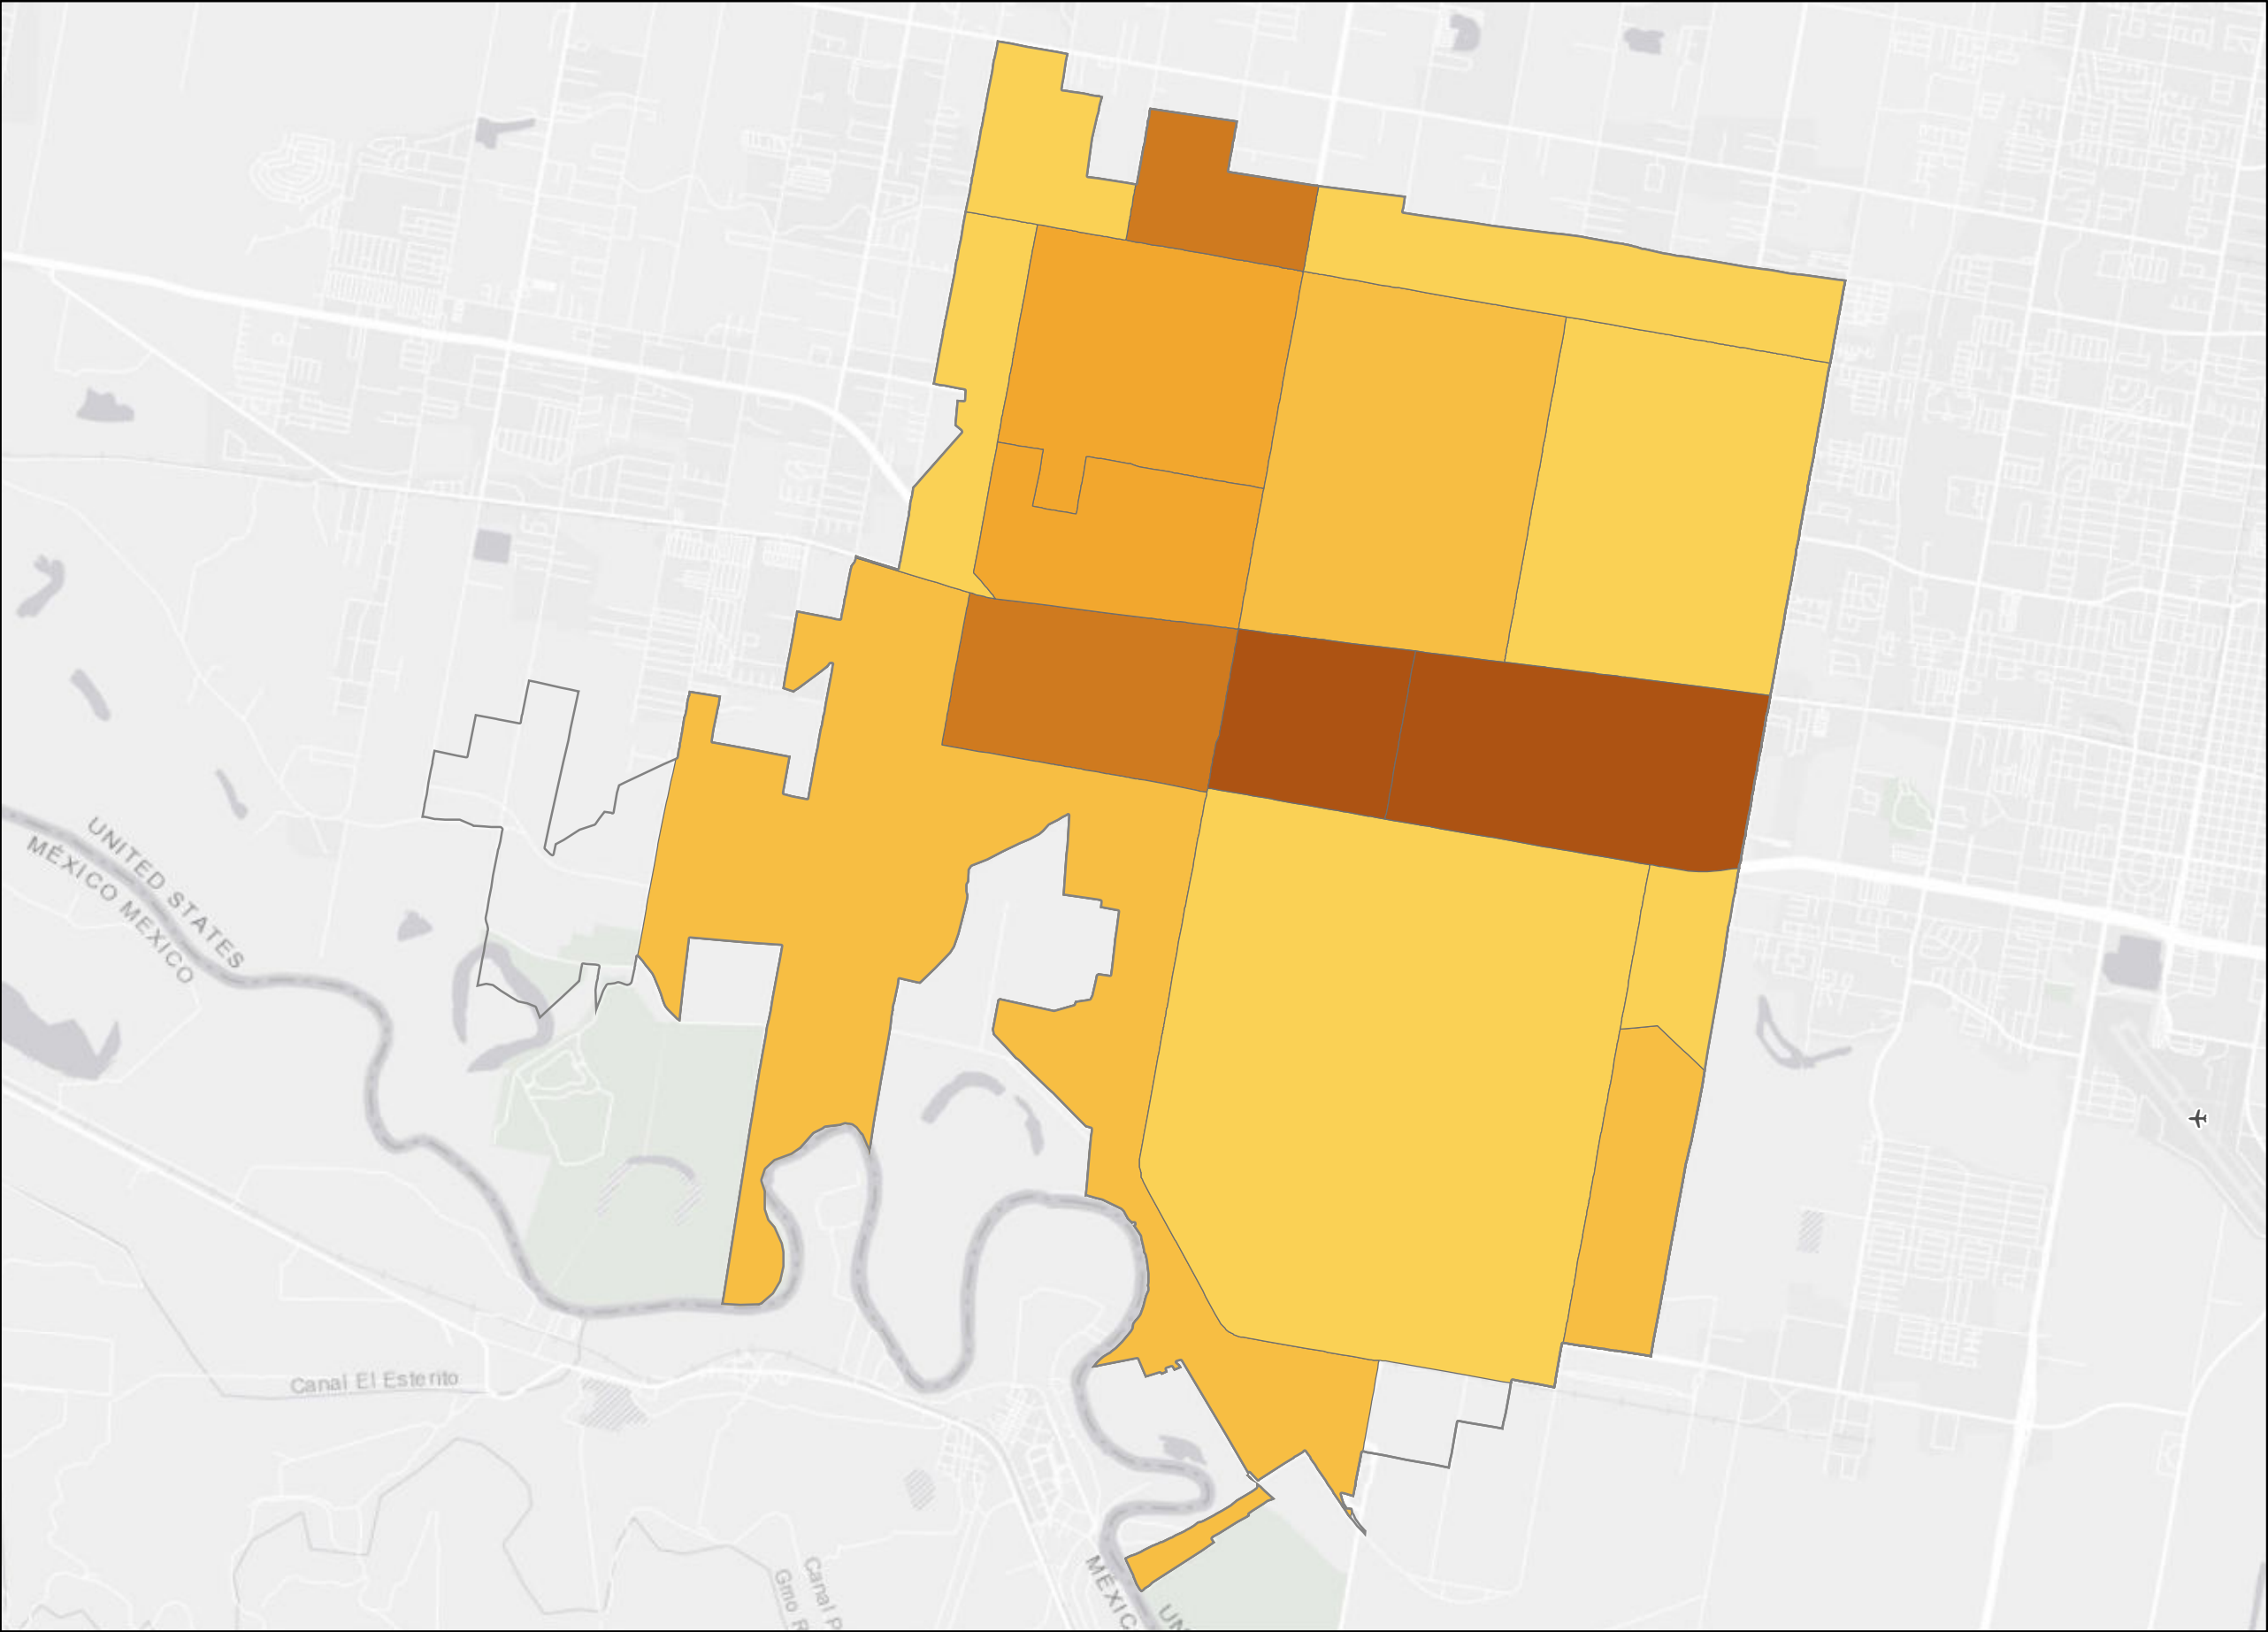 UNITED STATES
MÉXICO MEXICO
Canal El Esterito
Canal P
Gmo R
MÉXIC
UN